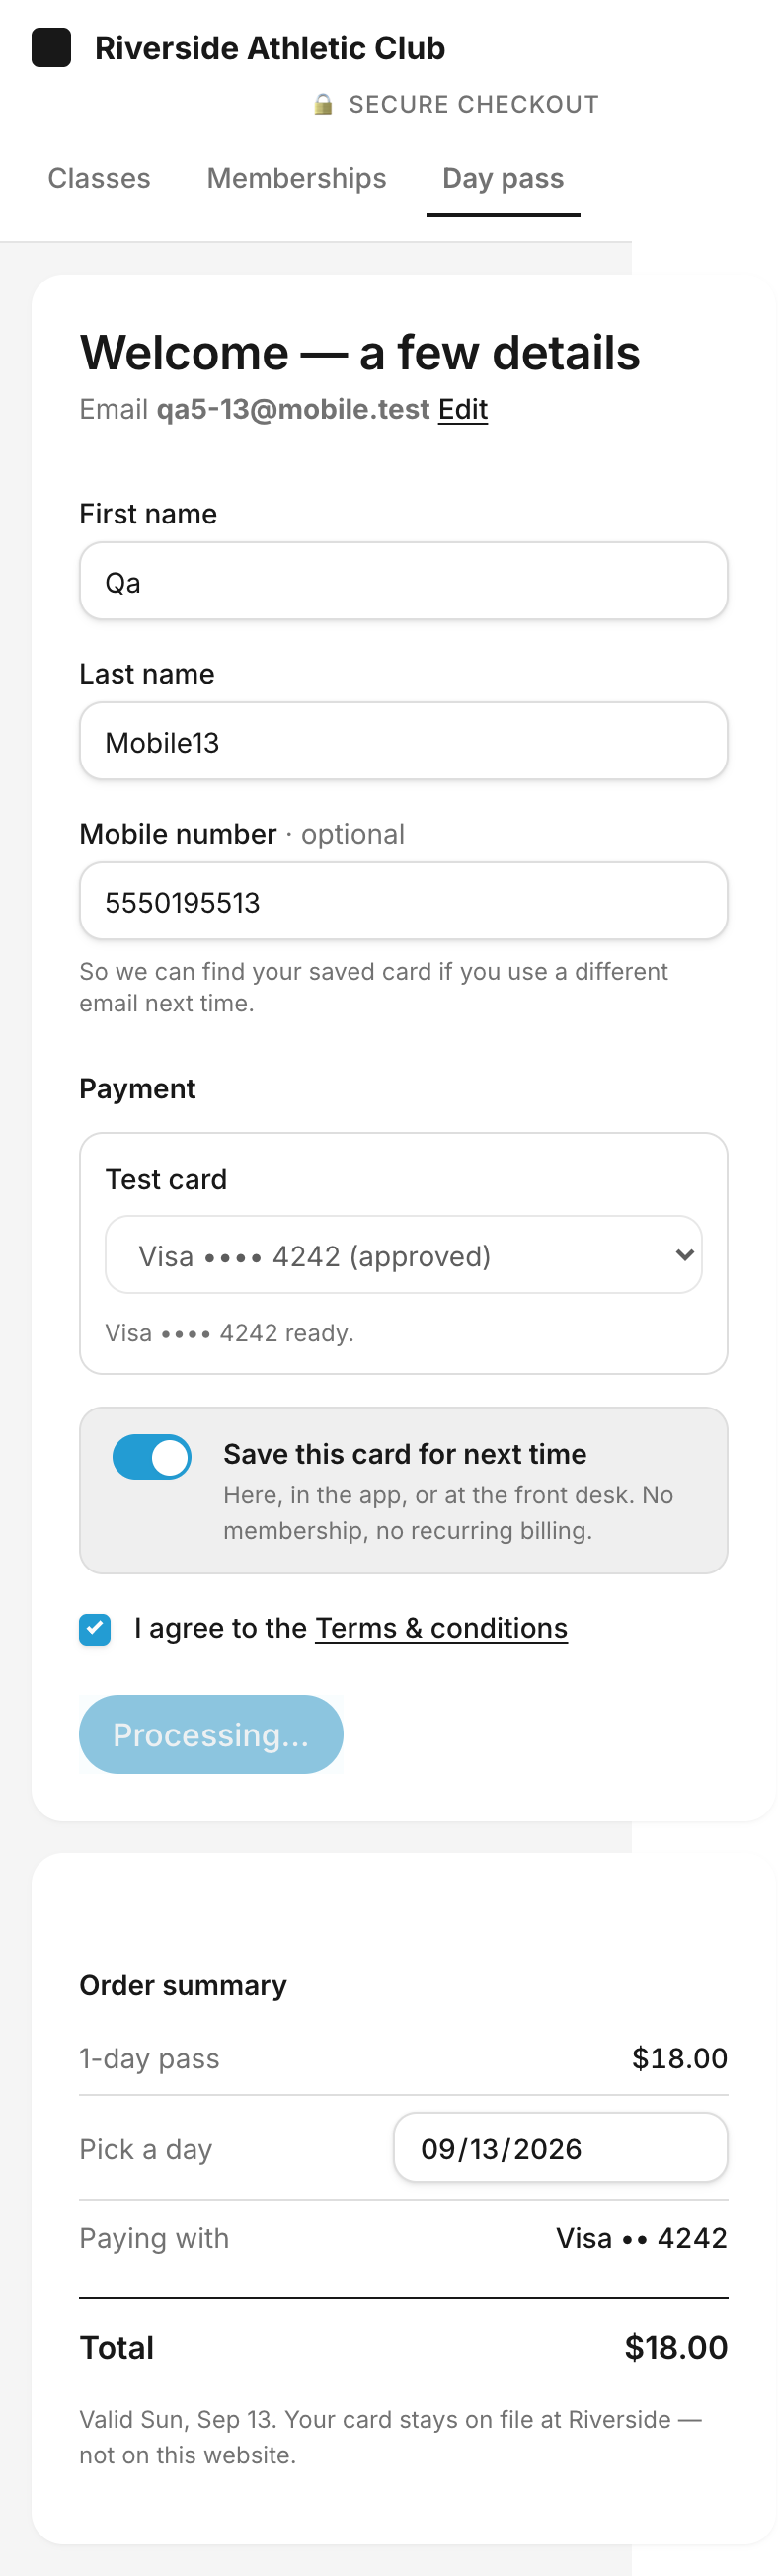 Riverside Athletic Club
🔒 SECURE CHECKOUT
Classes Memberships Day pass
Welcome — a few details
Email qa5-13@mobile.test Edit
First name
Qa
Last name
Mobile13
Mobile number · optional
5550195513
So we can find your saved card if you use a different
email next time.
Payment
Test card
Visa •••• 4242 (approved)
Visa •••• 4242 ready.
Save this card for next time
Here, in the app, or at the front desk. No
membership, no recurring billing.
I agree to the Terms & conditions
Processing...
Order summary
1-day pass $18.00
Pick a day 09/13/2026
Paying with Visa •• 4242
Total $18.00
Valid Sun, Sep 13. Your card stays on file at Riverside —
not on this website.